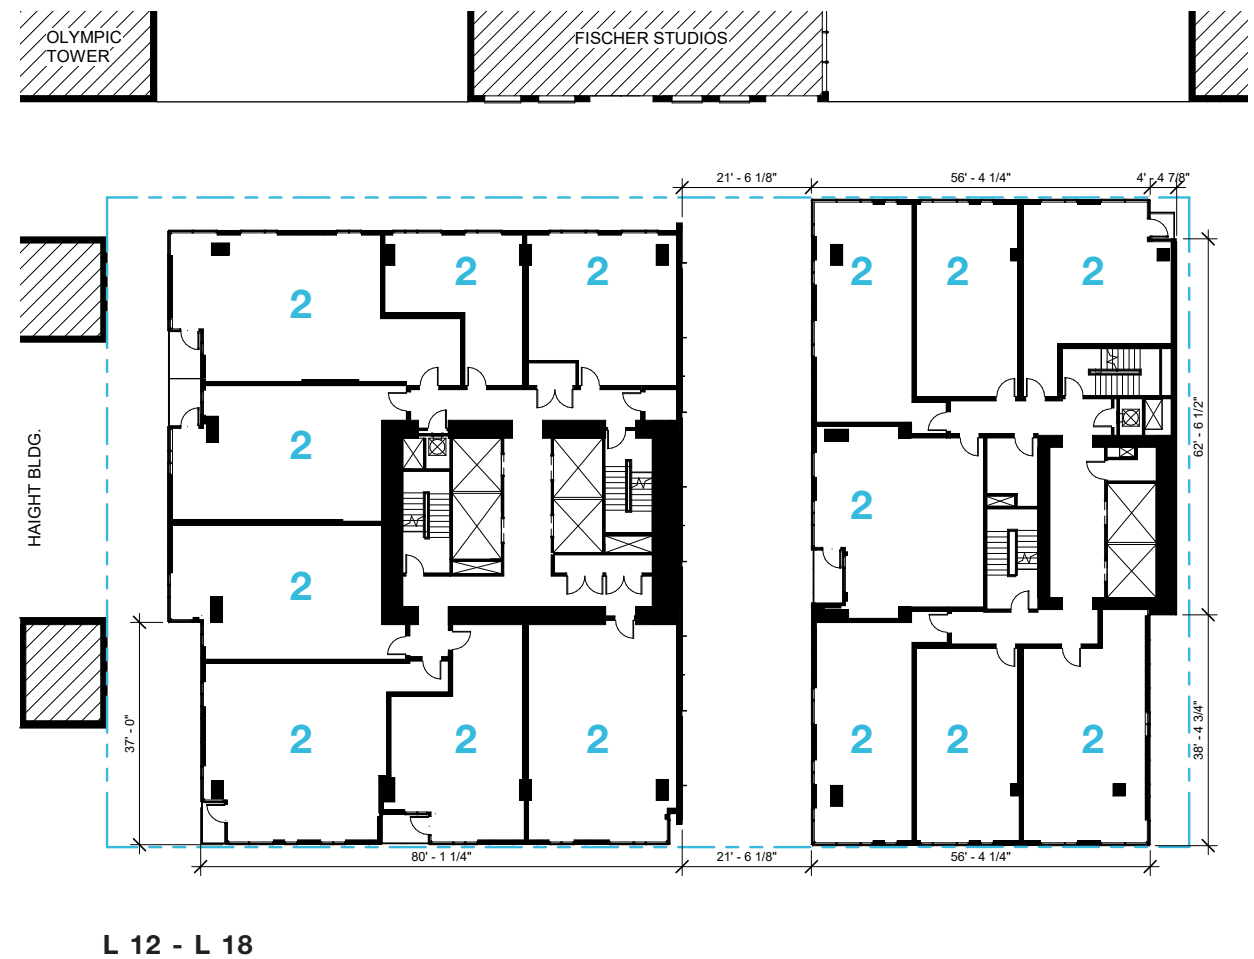 OLYMPIC
TOWER
FISCHER STUDIOS
21' - 6 1/8"
56' - 4 1/4"
4' - 4 7/8"
2
2
2
2
2
2
2
2
2
HAIGHT BLDG.
62' - 6 1/2"
2
2
37' - 0"
2
2
2
2
2
2
38' - 4 3/4"
80' - 1 1/4"
21' - 6 1/8"
56' - 4 1/4"
L 12 - L 18